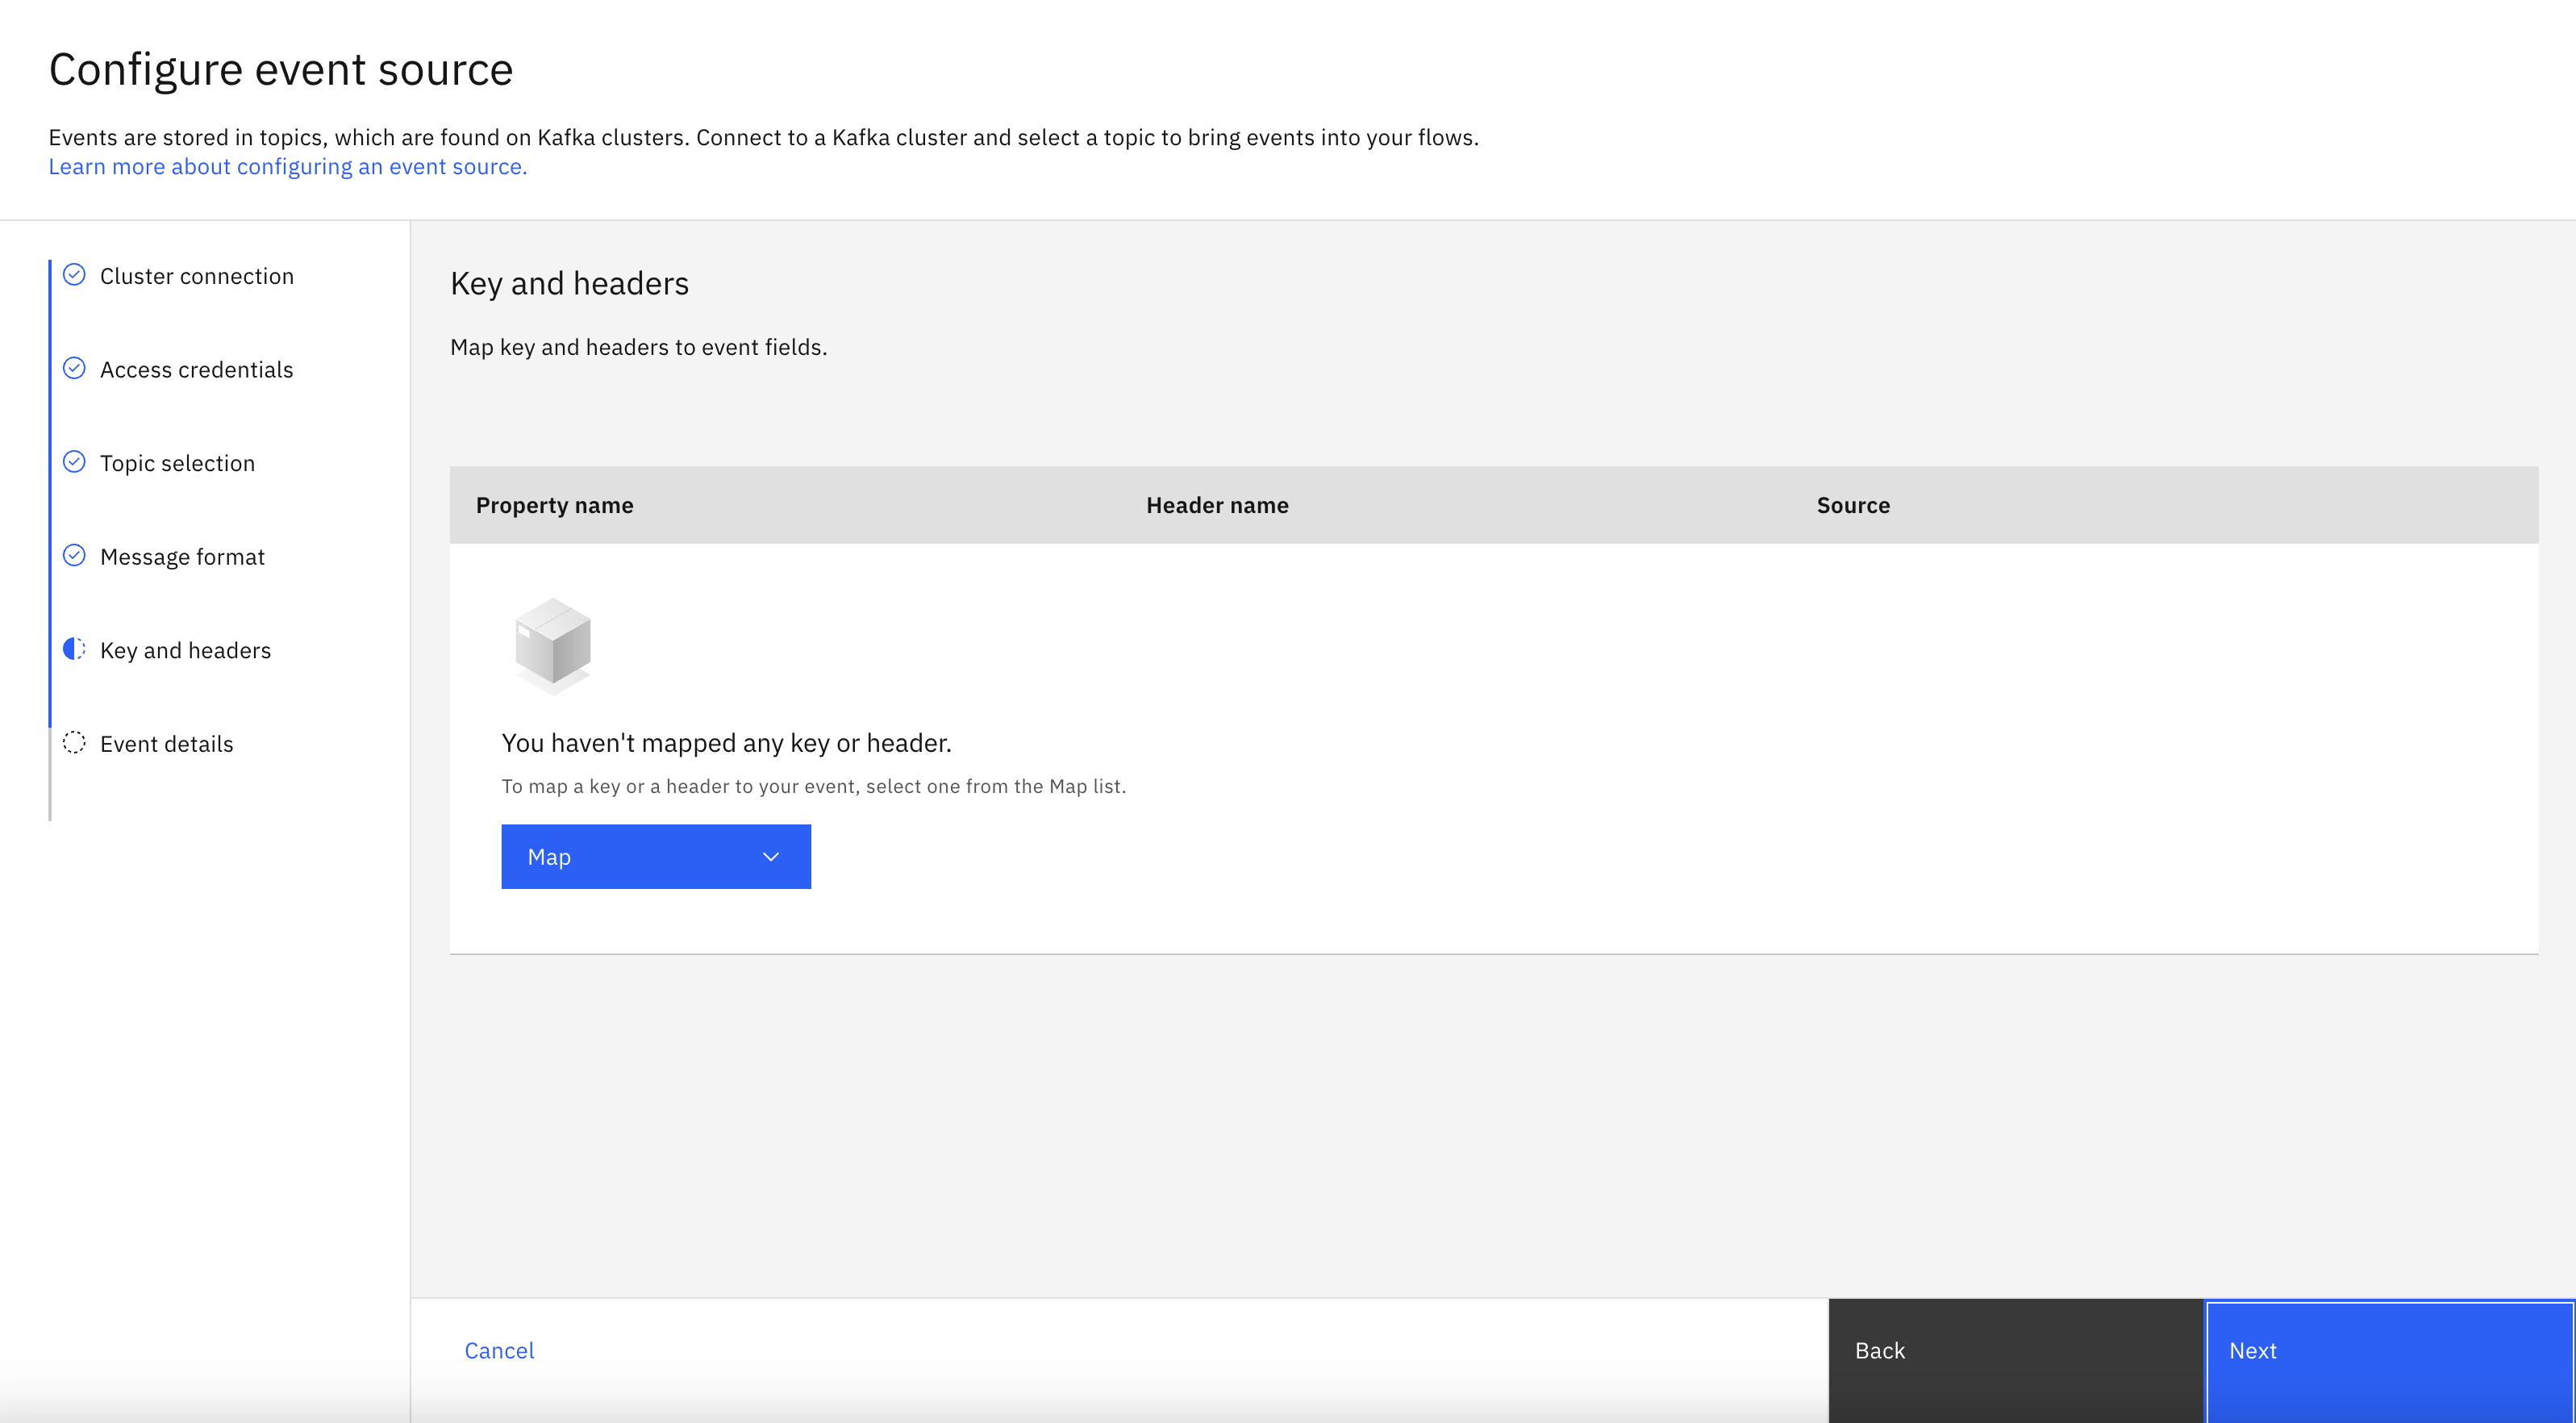 Configure event source
Events are stored in topics, which are found on Kafka clusters. Connect to a Kafka cluster and select a topic to bring events into your flows.
Learn more about configuring an event source.
Cluster connection
Access credentials
Topic selection
Message format
Key and headers
Event details
Key and headers
Map key and headers to event fields.
Property name Header name Source
You haven't mapped any key or header.
To map a key or a header to your event, select one from the Map list.
Map
Cancel Back Next